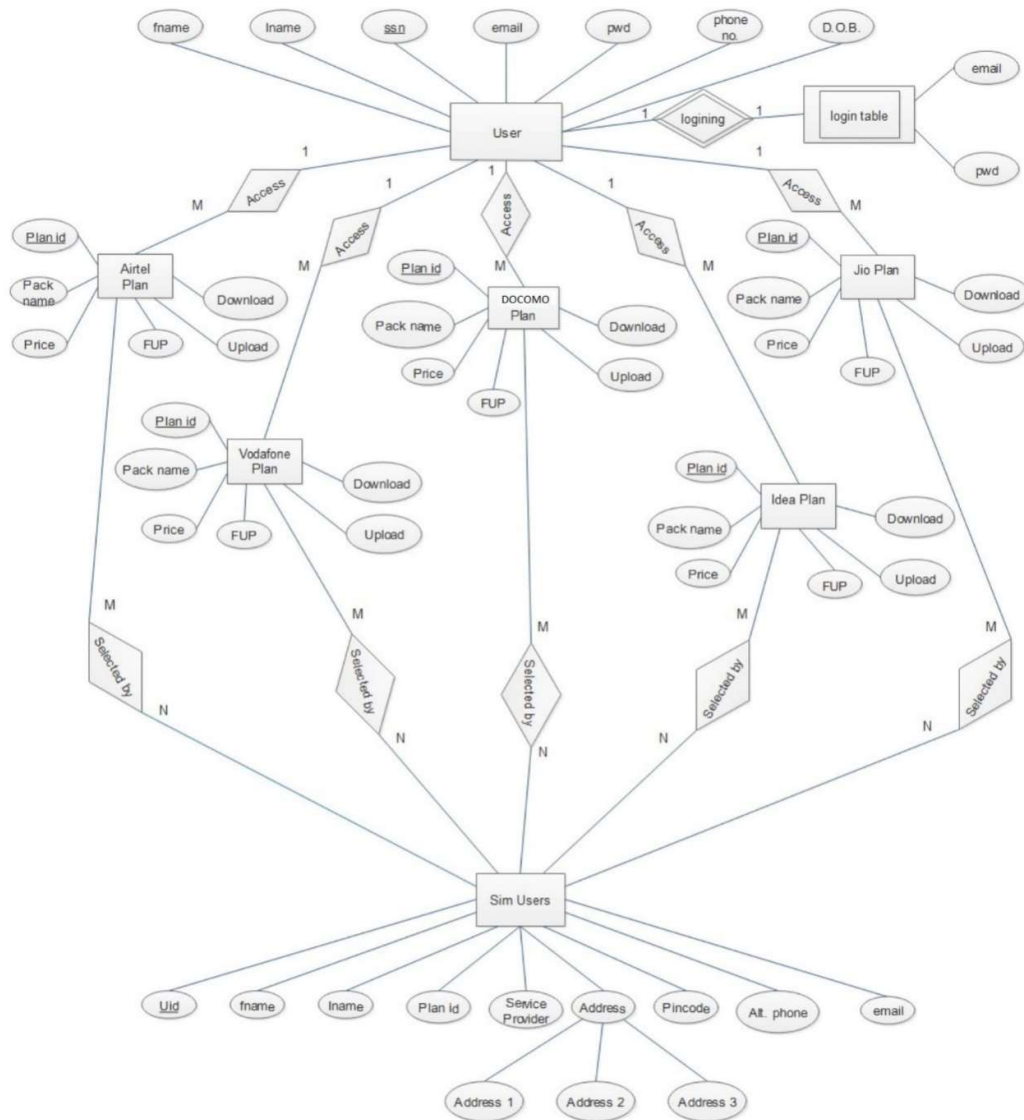 fname
lname
ssn
email
pwd
phone
no.
D.O.B.
email
User
1
logining
1
login table
pwd
1
Access
M
1
Access
M
1
Access
M
1
Access
M
1
Access
M
Plan id
Airtel
Plan
Pack
name
Download
Price
FUP
Upload
Plan id
DOCOMO
Plan
Pack name
Download
Price
Upload
FUP
Plan id
Jio Plan
Pack name
Download
Price
Upload
FUP
Plan id
Vodafone
Plan
Pack name
Download
Price
FUP
Upload
Plan id
Idea Plan
Pack name
Download
Price
FUP
Upload
M
Selected by
N
M
Selected by
N
M
Selected by
N
M
Selected by
N
M
Selected by
N
Sim Users
Uid
fname
lname
Plan id
Service
Provider
Address
Pincode
Alt. phone
email
Address 1
Address 2
Address 3